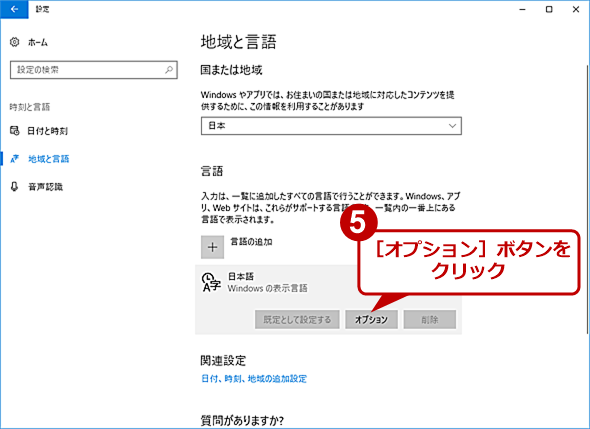 設定
ホーム
設定の検索
時刻と言語
日付と時刻
地域と言語
音声認識
地域と言語
国または地域
Windows やアプリでは、お住まいの国または地域に対応したコンテンツを提
供するために、この情報を利用することがあります
日本
言語
入力は、一覧に追加したすべての言語で行うことができます。Windows、アプ
リ、Web サイトは、これらがサポートする言語
一覧内の一番上にある
言語で表示されます。
言語の追加
日本語
Windows の表示言語
既定として設定する
オプション
削除
5
［オプション］ボタンを
クリック
関連設定
日付、時刻、地域の追加設定
質問がありますか?